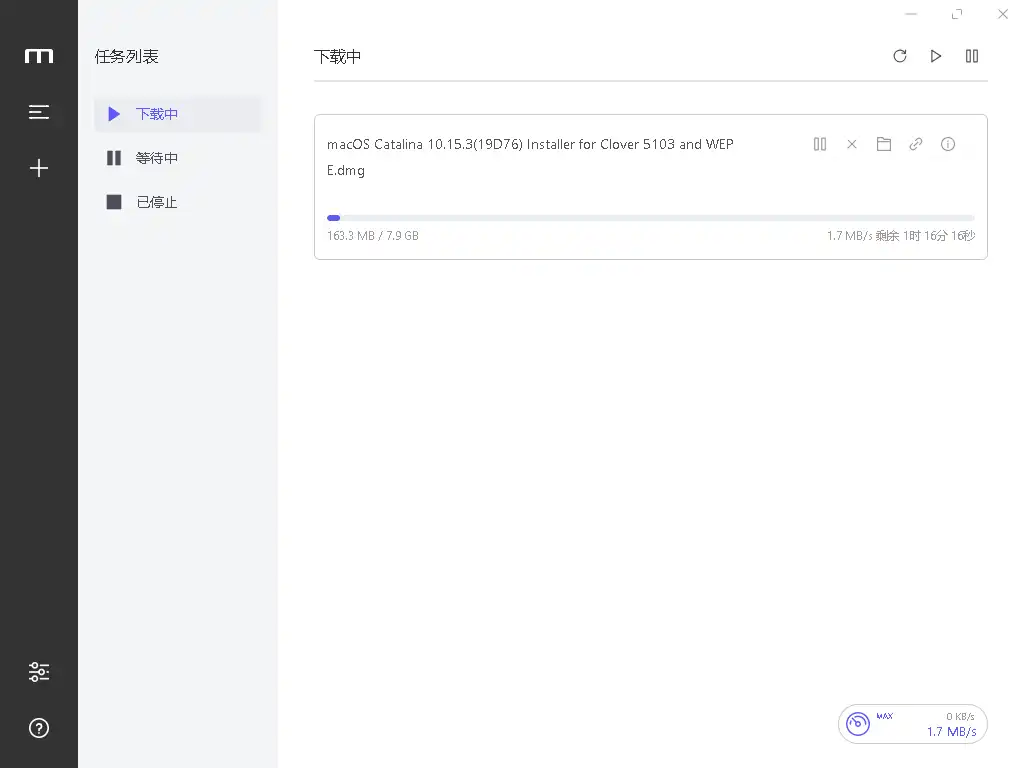 任务列表
下载中
等待中
已停止
下载中
macOS Catalina 10.15.3(19D76) Installer for Clover 5103 and WEP
E.dmg
163.3 MB / 7.9 GB
1.7 MB/s 剩余 1时 16分 16秒
MAX
0 KB/s
1.7 MB/s